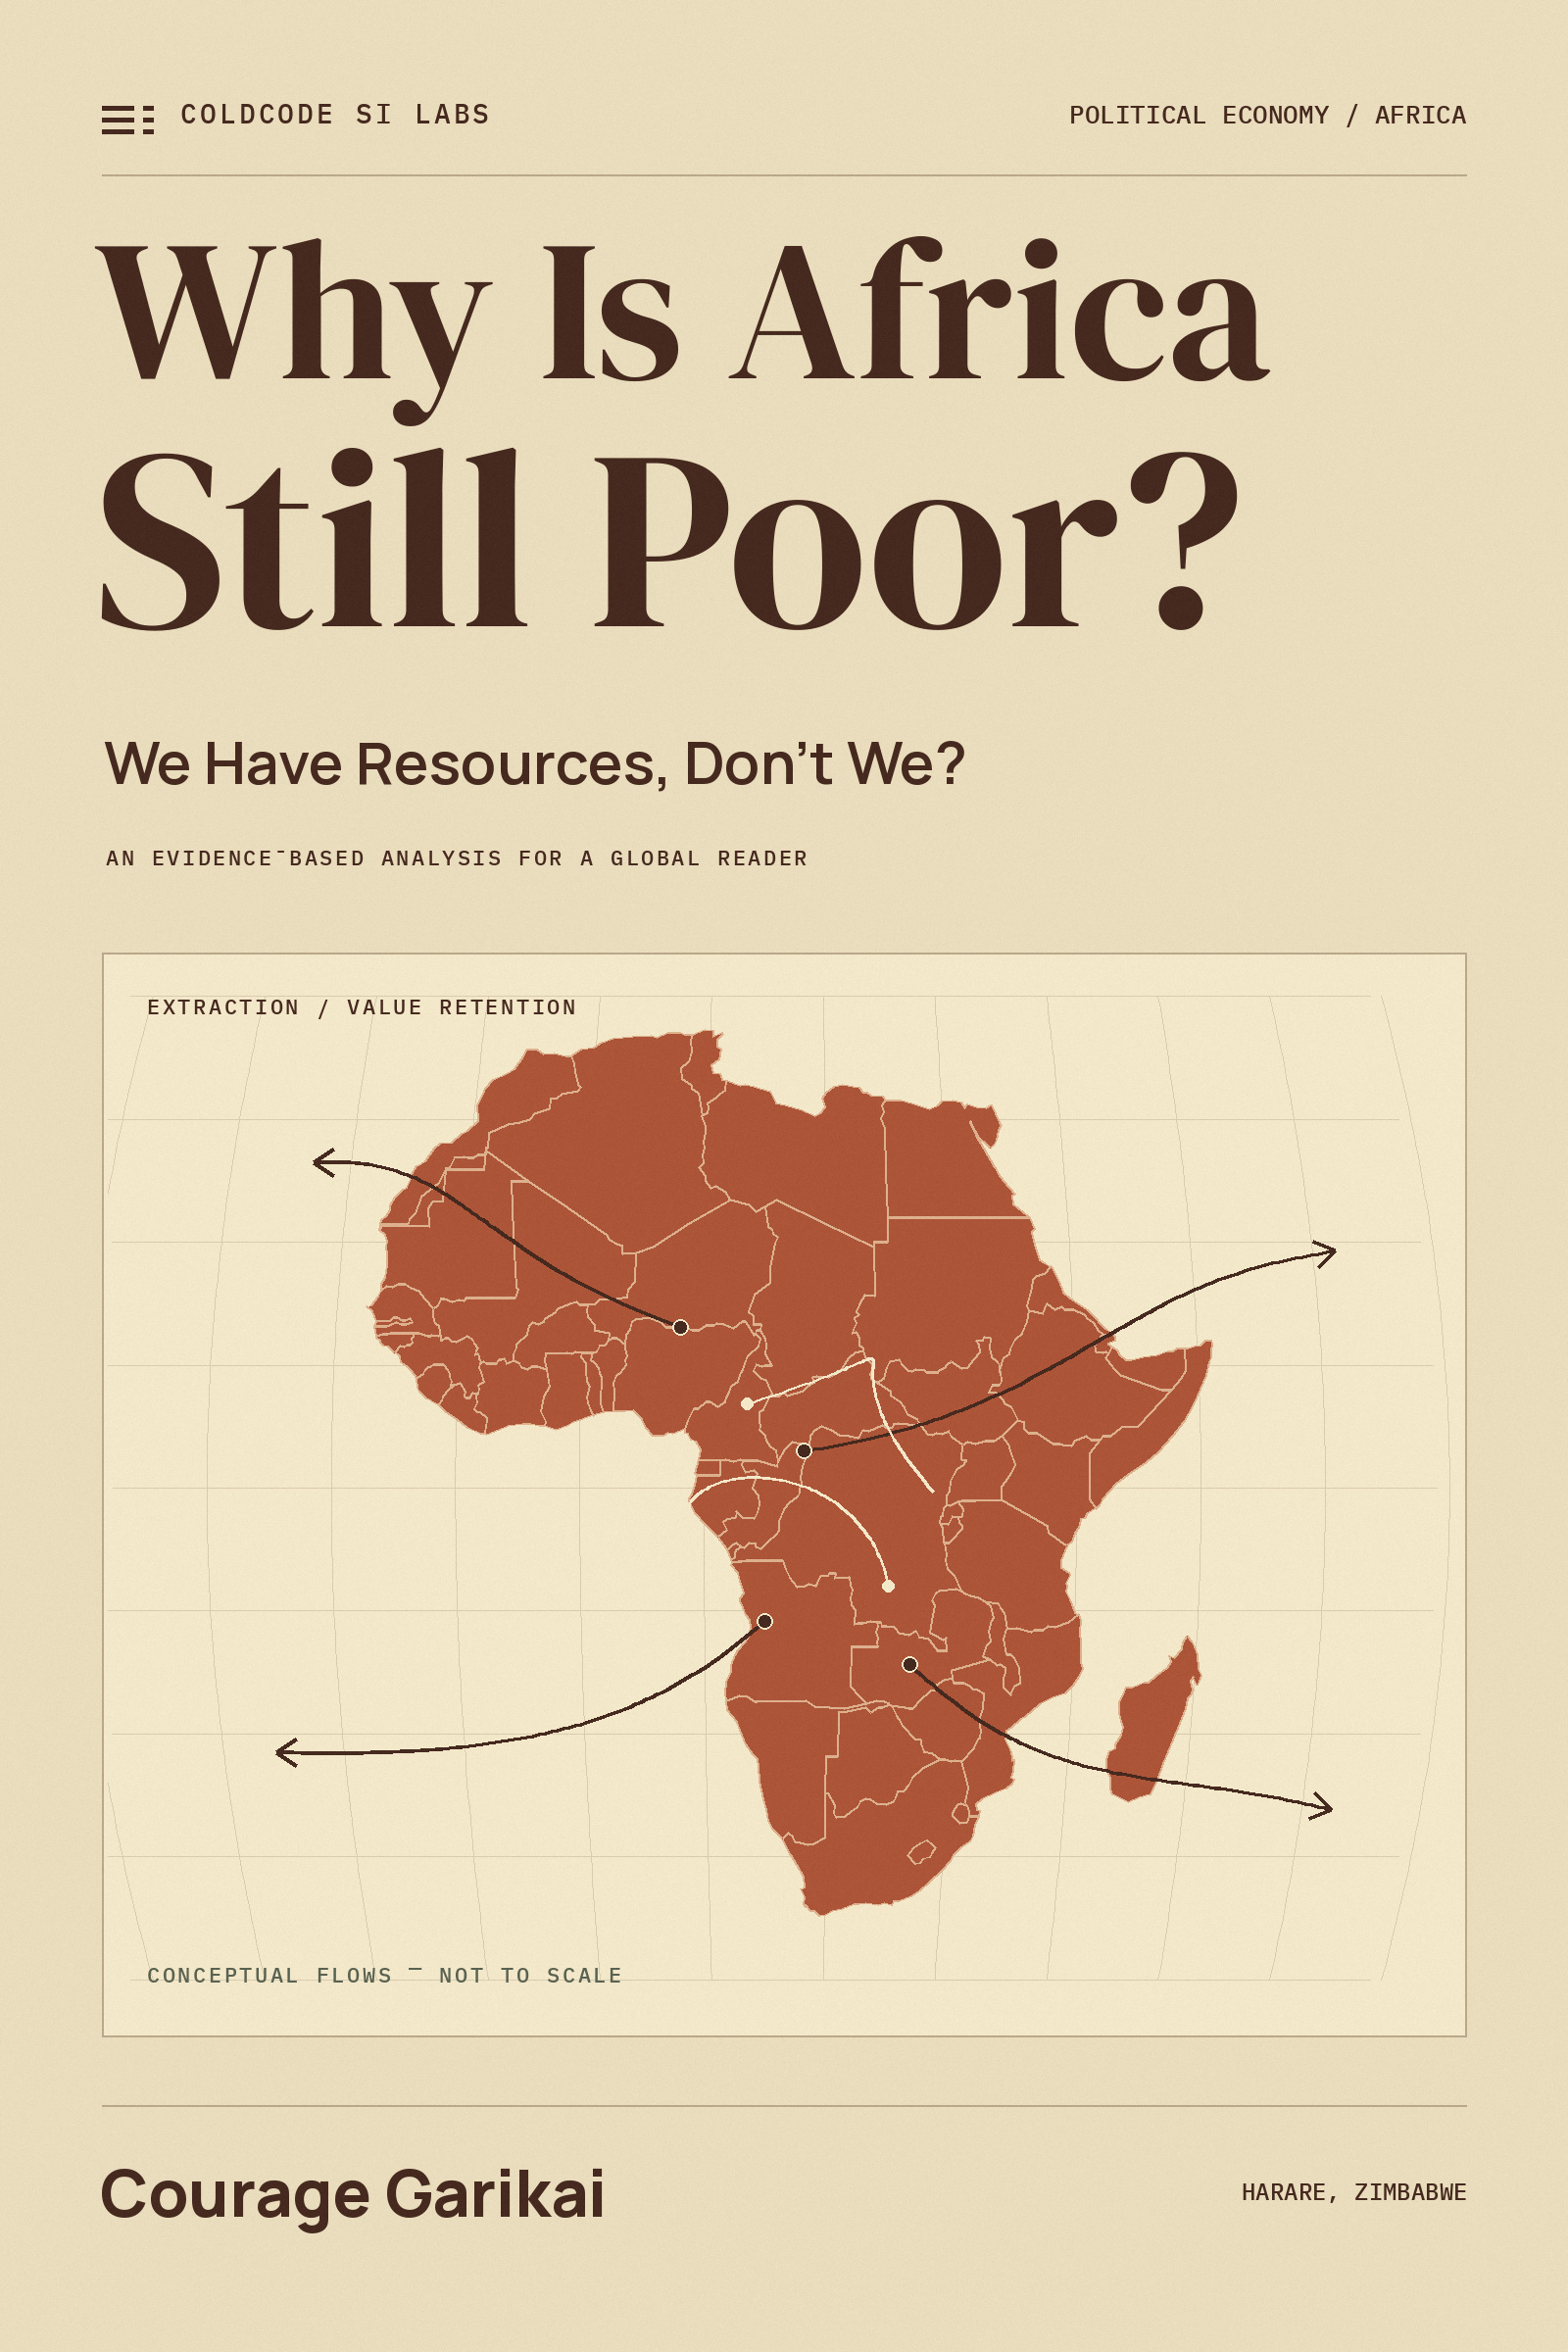 COLDCODE SI LABS
POLITICAL ECONOMY / AFRICA
Why Is Africa
Still Poor?
We Have Resources, Don’t We?
AN EVIDENCE-BASED ANALYSIS FOR A GLOBAL READER
EXTRACTION / VALUE RETENTION
CONCEPTUAL FLOWS — NOT TO SCALE
Courage Garikai
HARARE, ZIMBABWE